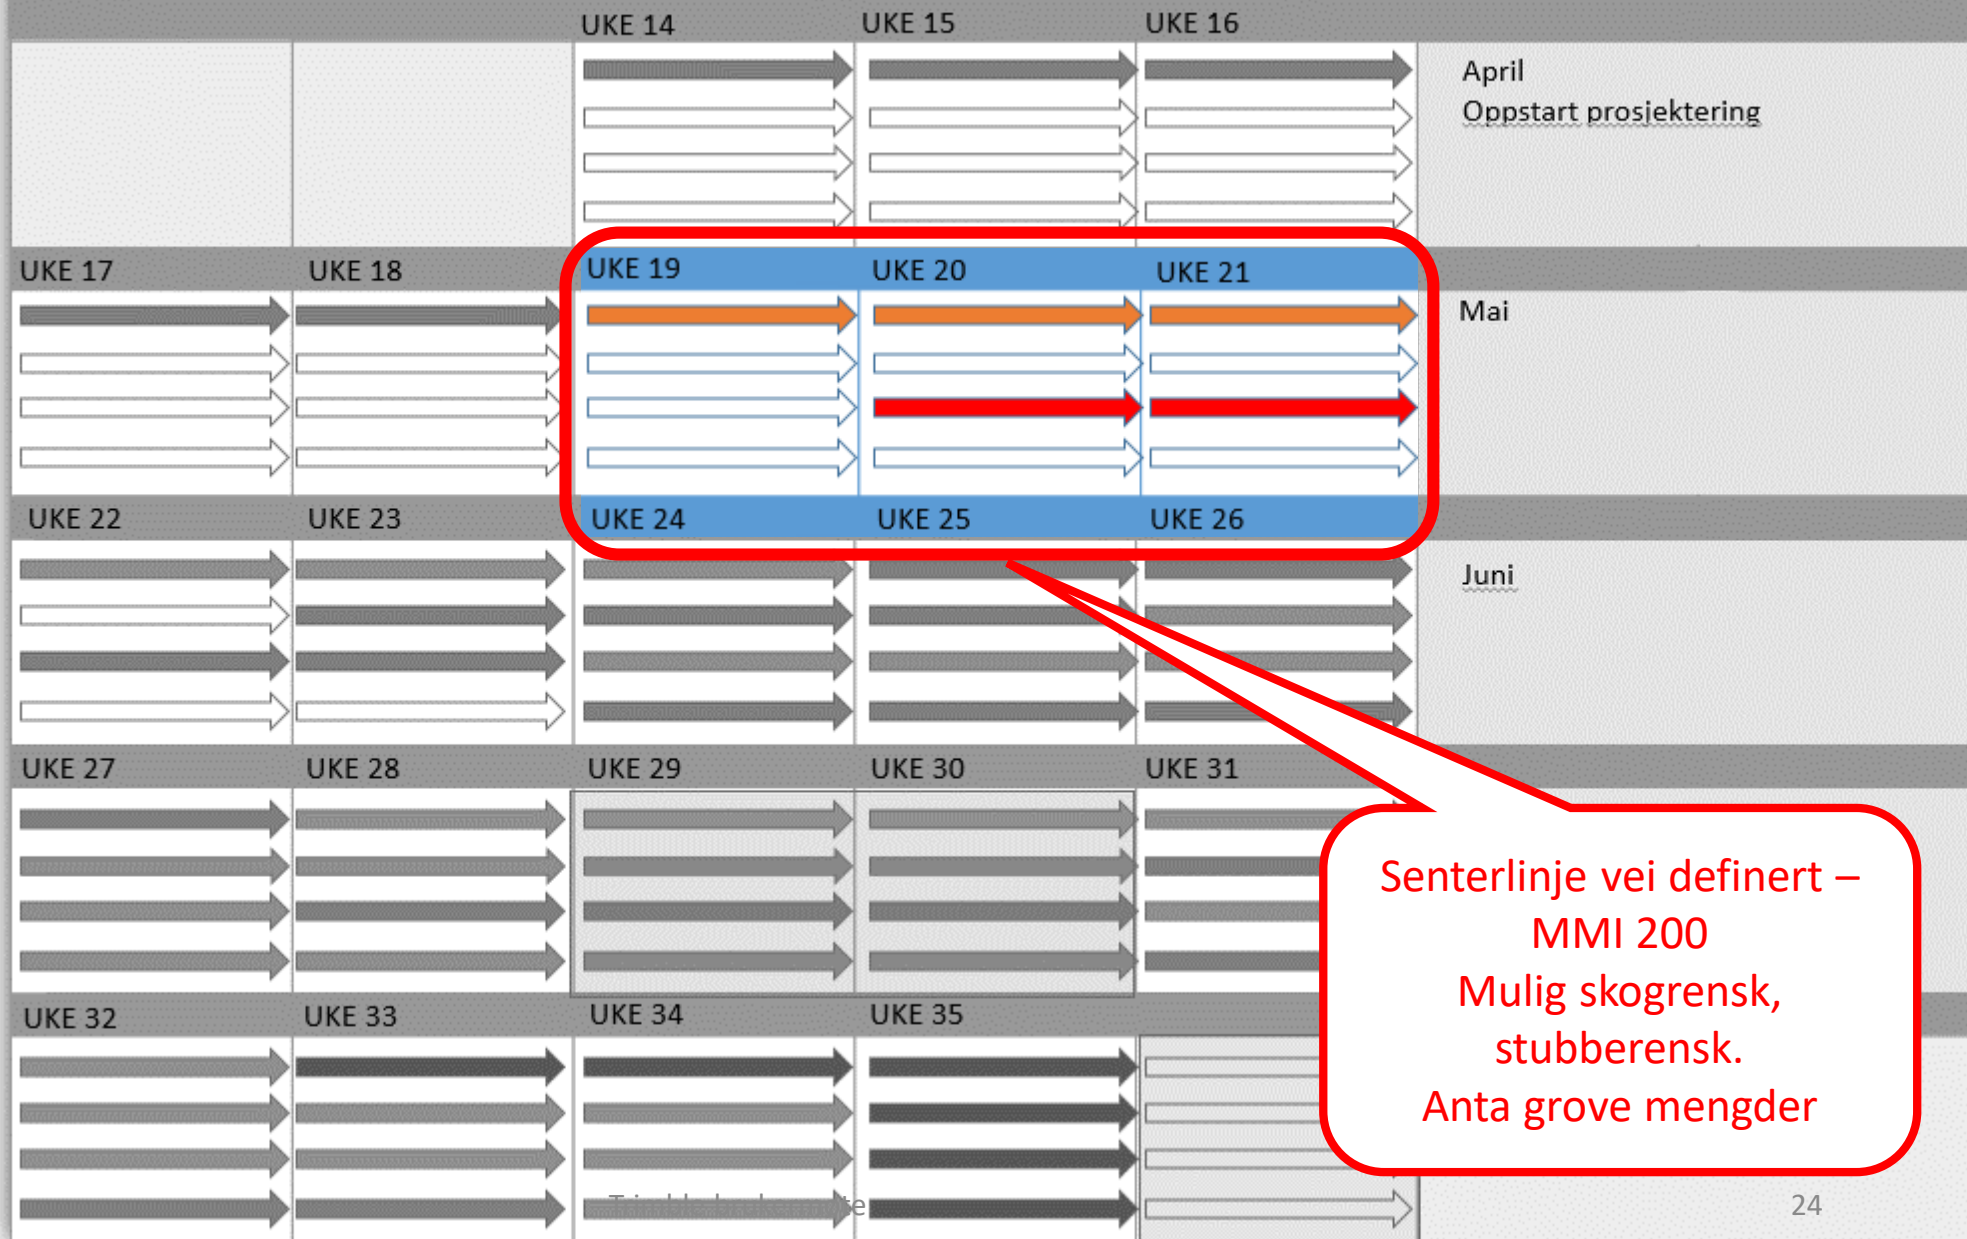 UKE 14 UKE 15 UKE 16
April
Oppstart prosjektering
UKE 17 UKE 18 UKE 19 UKE 20 UKE 21
Mai
UKE 22 UKE 23 UKE 24 UKE 25 UKE 26
Juni
UKE 27 UKE 28 UKE 29 UKE 30 UKE 31
Senterlinje vei definert –
MMI 200
Mulig skogrensk,
stubberensk.
Anta grove mengder
UKE 32 UKE 33 UKE 34 UKE 35
Trimble brukermøte
24